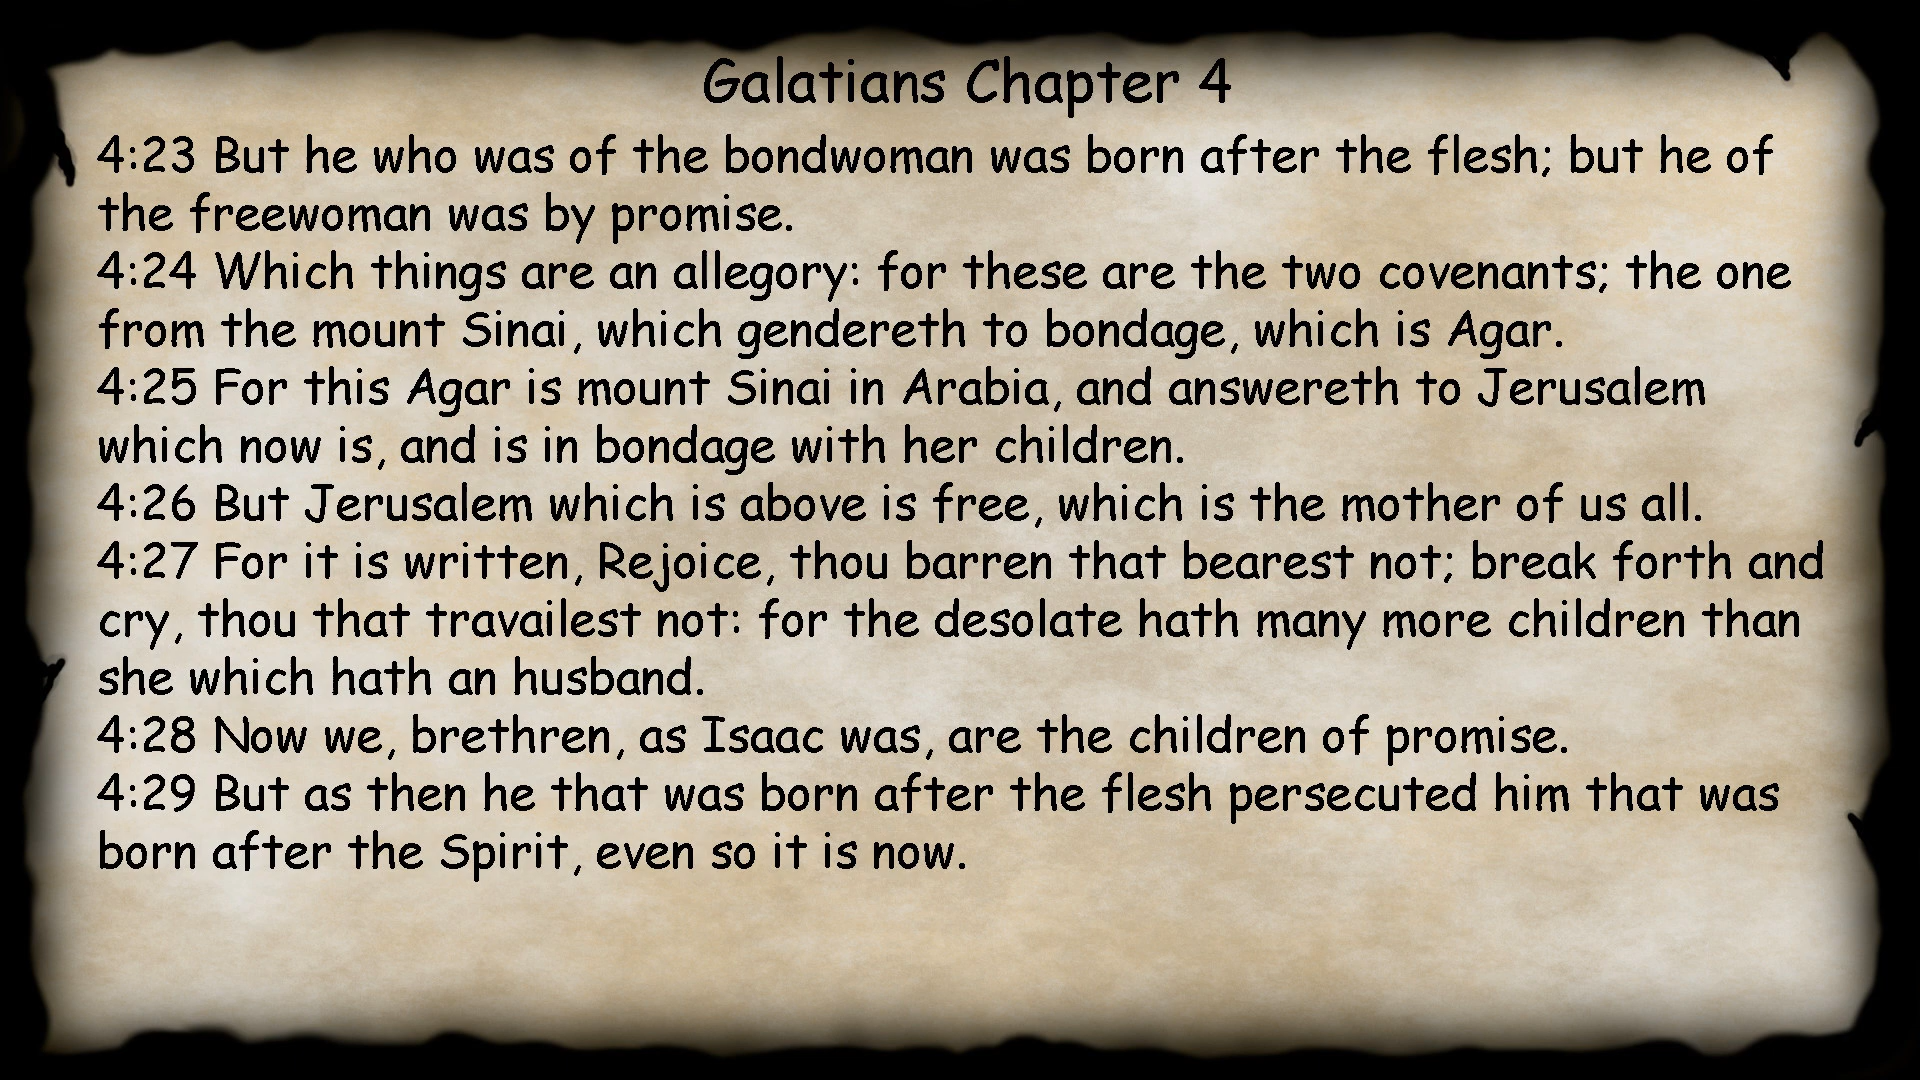 Galatians Chapter 4
4:23 But he who was of the bondwoman was born after the flesh; but he of
the freewoman was by promise.
4:24 Which things are an allegory: for these are the two covenants; the one
from the mount Sinai, which gendereth to bondage, which is Agar.
4:25 For this Agar is mount Sinai in Arabia, and answereth to Jerusalem
which now is, and is in bondage with her children.
4:26 But Jerusalem which is above is free, which is the mother of us all.
4:27 For it is written, Rejoice, thou barren that bearest not; break forth and
cry, thou that travailest not: for the desolate hath many more children than
she which hath an husband.
4:28 Now we, brethren, as Isaac was, are the children of promise.
4:29 But as then he that was born after the flesh persecuted him that was
born after the Spirit, even so it is now.